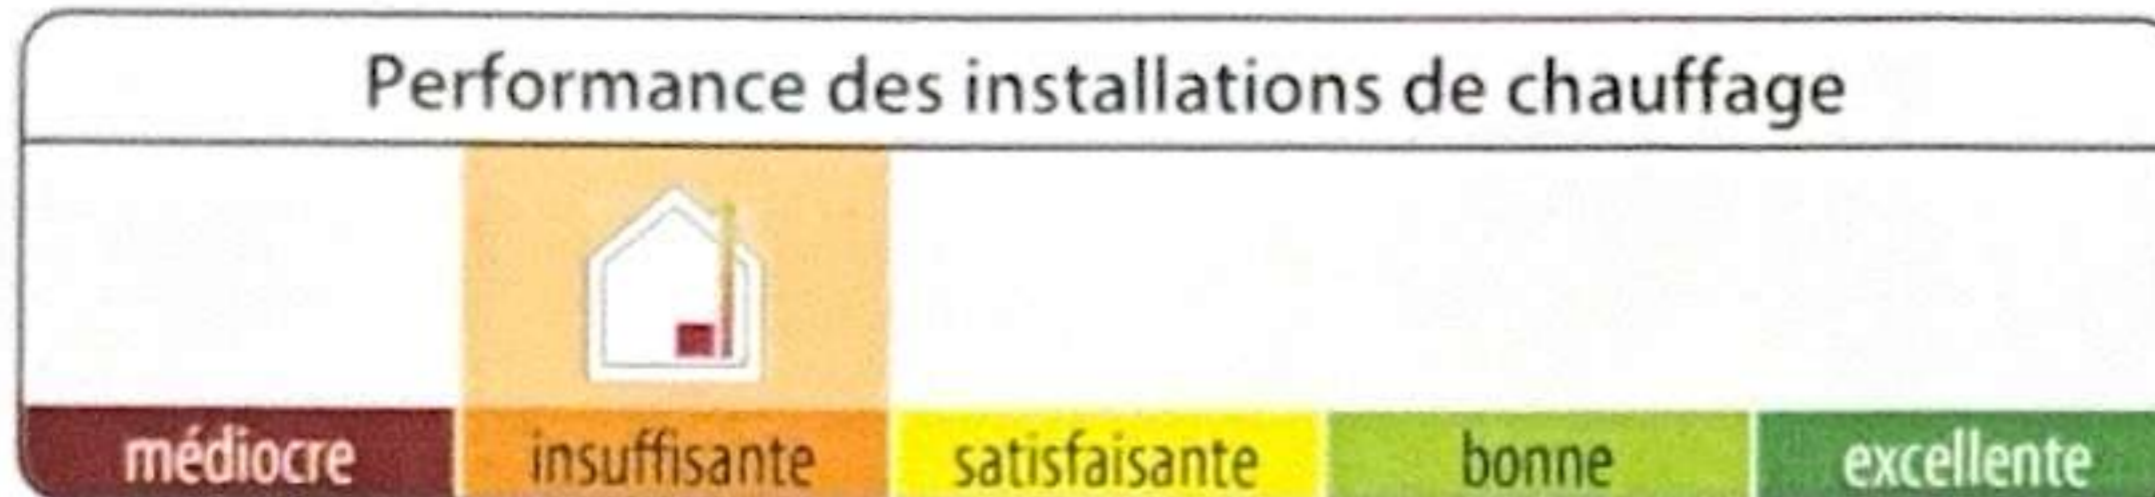 Performance des installations de chauffage
médiocre insuffisante satisfaisante bonne excellente